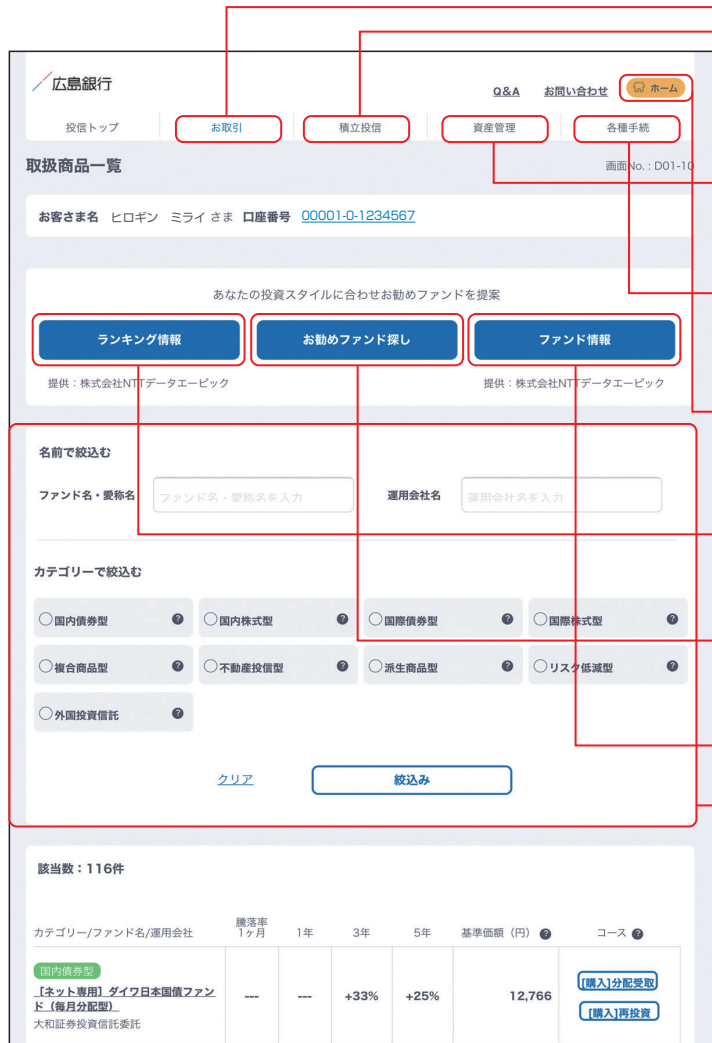 広島銀行
Q&A お問い合わせ ホーム
投信トップ お取引 積立投信 資産管理 各種手続
取扱商品一覧
画面No. : D01-10
お客さま名 ヒロギン ミライ さま 口座番号 00001-0-1234567
あなたの投資スタイルに合わせお勧めファンドを提案
ランキング情報 お勧めファンド探し ファンド情報
提供:株式会社NTTデータエービック 提供:株式会社NTTデータエービック
名前で絞込む
ファンド名・愛称名 ファンド名・愛称名を入力 運用会社名 運用会社名を入力
カテゴリーで絞込む
国内債券型 ? 国内株式型 ? 国際債券型 ? 国際株式型 ?
複合商品型 ? 不動産投信型 ? 派生商品型 ? リスク低減型 ?
外国投資信託 ?
クリア 絞込み
該当数:116件
カテゴリー/ファンド名/運用会社 騰落率 1ヶ月 1年 3年 5年 基準価額(円) ? コース ?
国内債券型
【ネット専用】ダイワ日本国債ファン
ド(毎月分配型)
大和証券投資信託委託
--- --- +33% +25% 12,766
[購入]分配受取
[購入]再投資